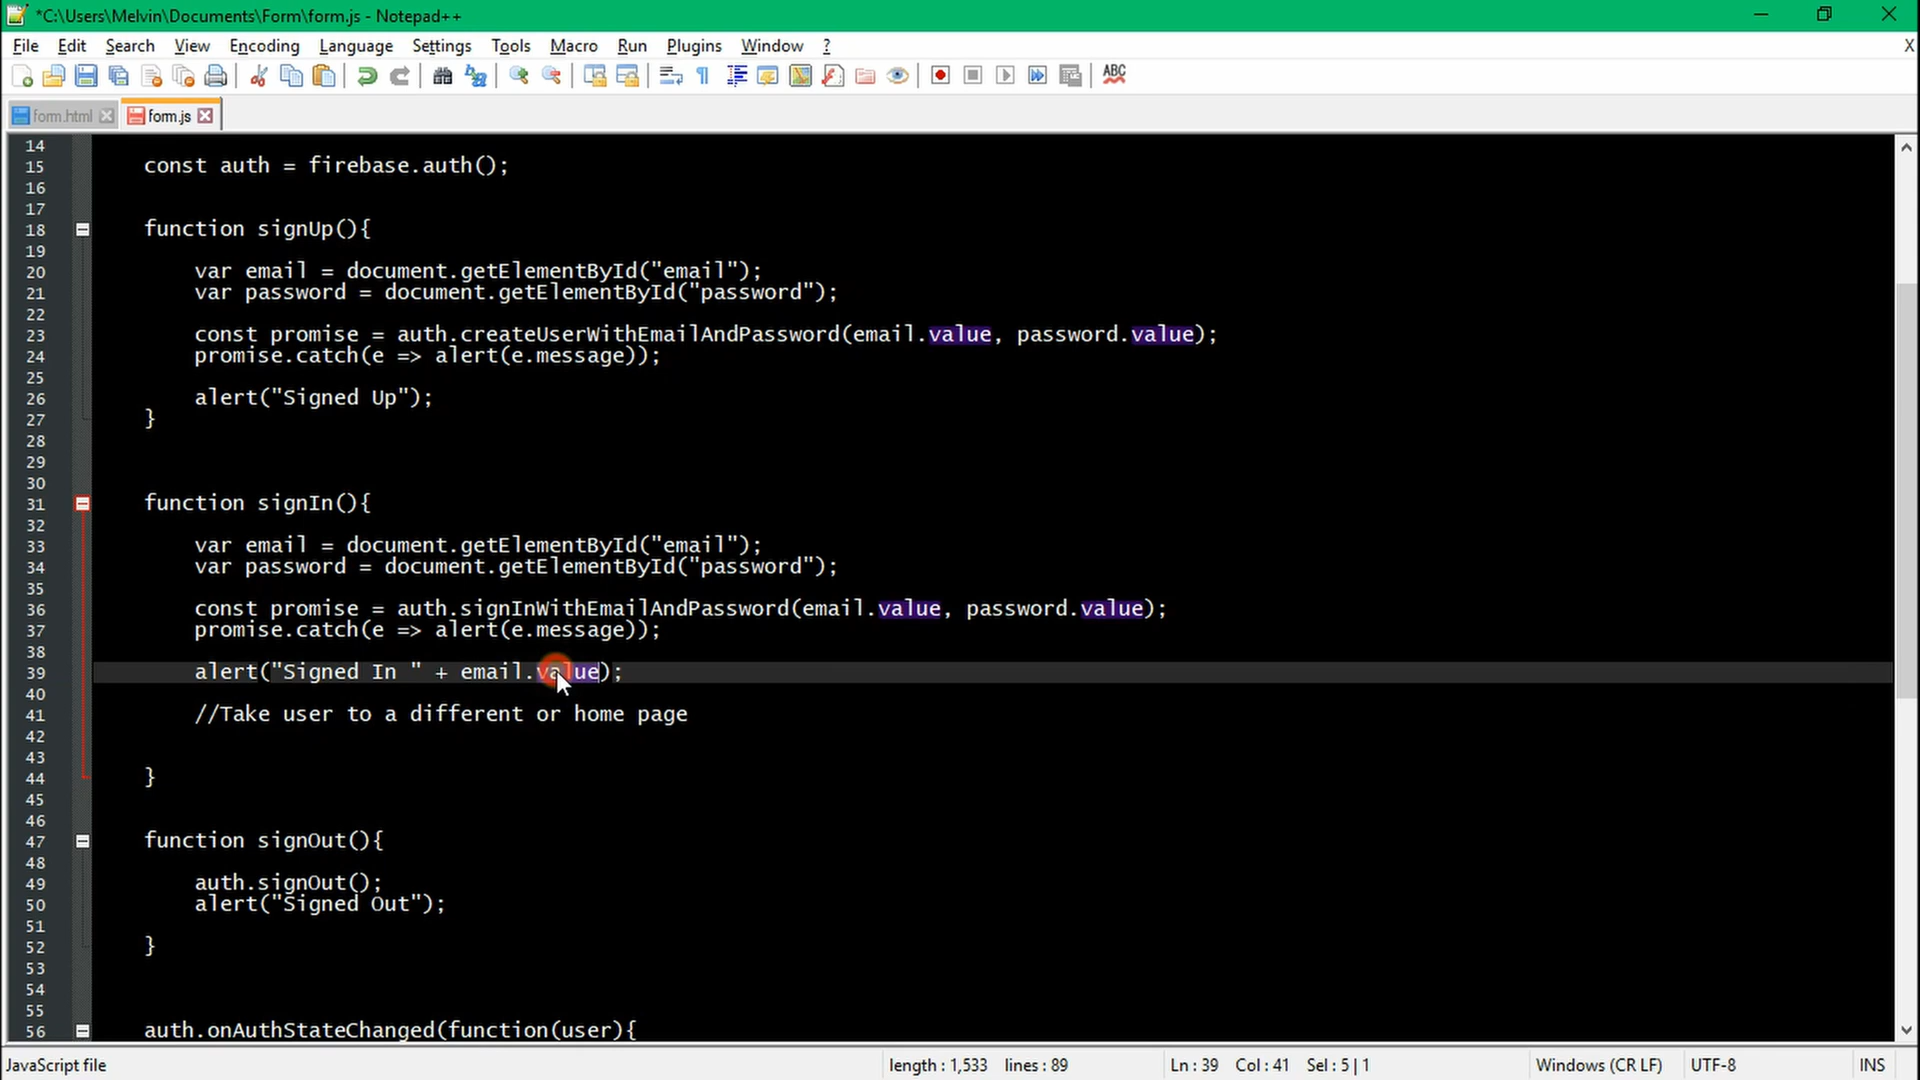 *C:\Users\Melvin\Documents\Form\form.js - Notepad++
File Edit Search View Encoding Language Settings Tools Macro Run Plugins Window ? X
ABC
form.html form.js
14
15 const auth = firebase.auth();
16
17
18 function signUp(){
19
20 var email = document.getElementById("email");
21 var password = document.getElementById("password");
22
23 const promise = auth.createUserWithEmailAndPassword(email.value, password.value);
24 promise.catch(e => alert(e.message));
25
26 alert("Signed Up");
27 }
28
29
30
31 function signIn(){
32
33 var email = document.getElementById("email");
34 var password = document.getElementById("password");
35
36 const promise = auth.signInWithEmailAndPassword(email.value, password.value);
37 promise.catch(e => alert(e.message));
38
39 alert("Signed In " + email.value);
40
41 //Take user to a different or home page
42
43
44 }
45
46
47 function signOut(){
48
49 auth.signOut();
50 alert("Signed Out");
51
52 }
53
54
55
56 auth.onAuthStateChanged(function(user){
JavaScript file length : 1,533 lines : 89 Ln : 39 Col : 41 Sel : 5 | 1 Windows (CR LF) UTF-8 INS